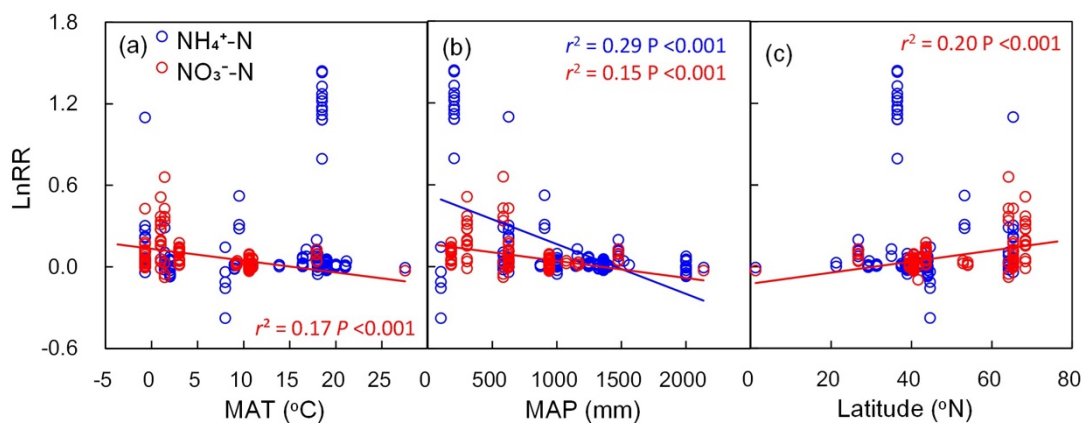 1.8
1.2
0.6
0.0
-0.6
LnRR
(a)
NH₄⁺-N
NO₃⁻-N
r² = 0.17 P <0.001
-5 0 5 10 15 20 25
MAT (°C)
(b)
r² = 0.29 P <0.001
r² = 0.15 P <0.001
0 500 1000 1500 2000
MAP (mm)
(c)
r² = 0.20 P <0.001
0 20 40 60 80
Latitude (°N)